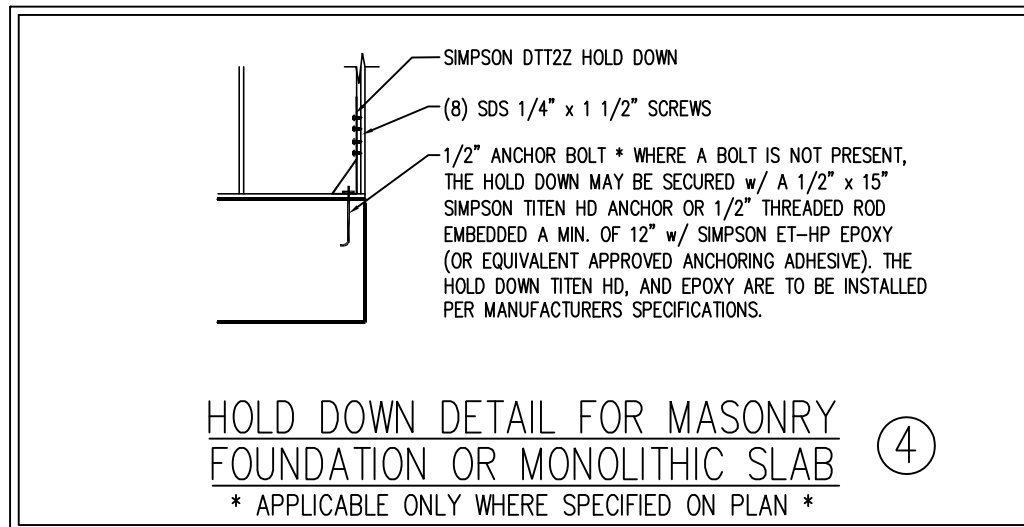 SIMPSON DTT2Z HOLD DOWN
(8) SDS 1/4" x 1 1/2" SCREWS
1/2" ANCHOR BOLT * WHERE A BOLT IS NOT PRESENT,
THE HOLD DOWN MAY BE SECURED w/ A 1/2" x 15"
SIMPSON TITEN HD ANCHOR OR 1/2" THREADED ROD
EMBEDDED A MIN. OF 12" w/ SIMPSON ET-HP EPOXY
(OR EQUIVALENT APPROVED ANCHORING ADHESIVE). THE
HOLD DOWN TITEN HD, AND EPOXY ARE TO BE INSTALLED
PER MANUFACTURERS SPECIFICATIONS.
HOLD DOWN DETAIL FOR MASONRY
FOUNDATION OR MONOLITHIC SLAB
* APPLICABLE ONLY WHERE SPECIFIED ON PLAN *
4